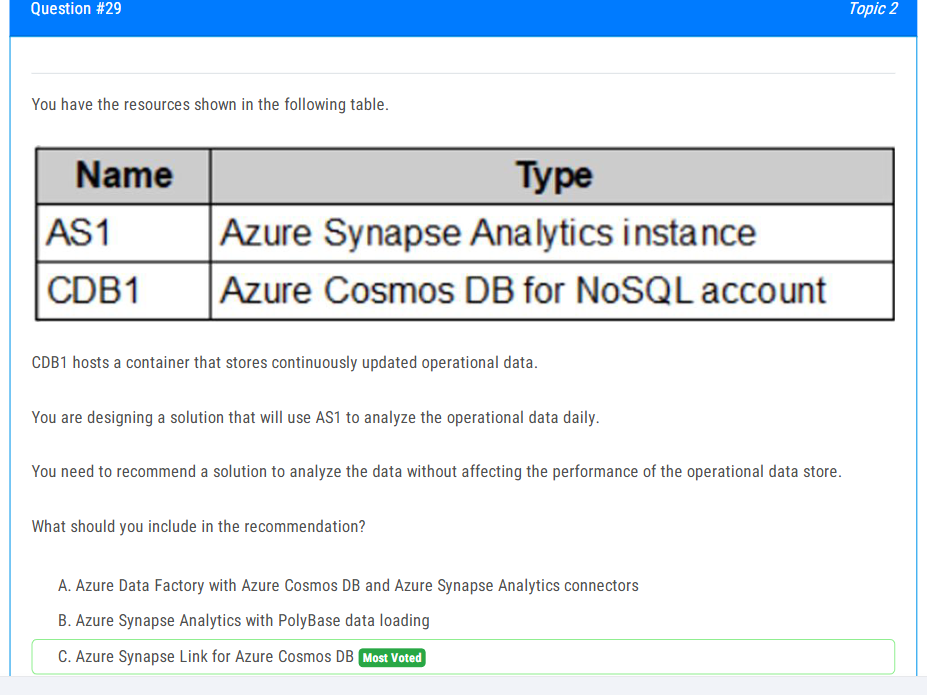 Question #29
Topic 2
You have the resources shown in the following table.
Name Type
AS1 Azure Synapse Analytics instance
CDB1 Azure Cosmos DB for NoSQL account
CDB1 hosts a container that stores continuously updated operational data.
You are designing a solution that will use AS1 to analyze the operational data daily.
You need to recommend a solution to analyze the data without affecting the performance of the operational data store.
What should you include in the recommendation?
A. Azure Data Factory with Azure Cosmos DB and Azure Synapse Analytics connectors
B. Azure Synapse Analytics with PolyBase data loading
C. Azure Synapse Link for Azure Cosmos DB Most Voted